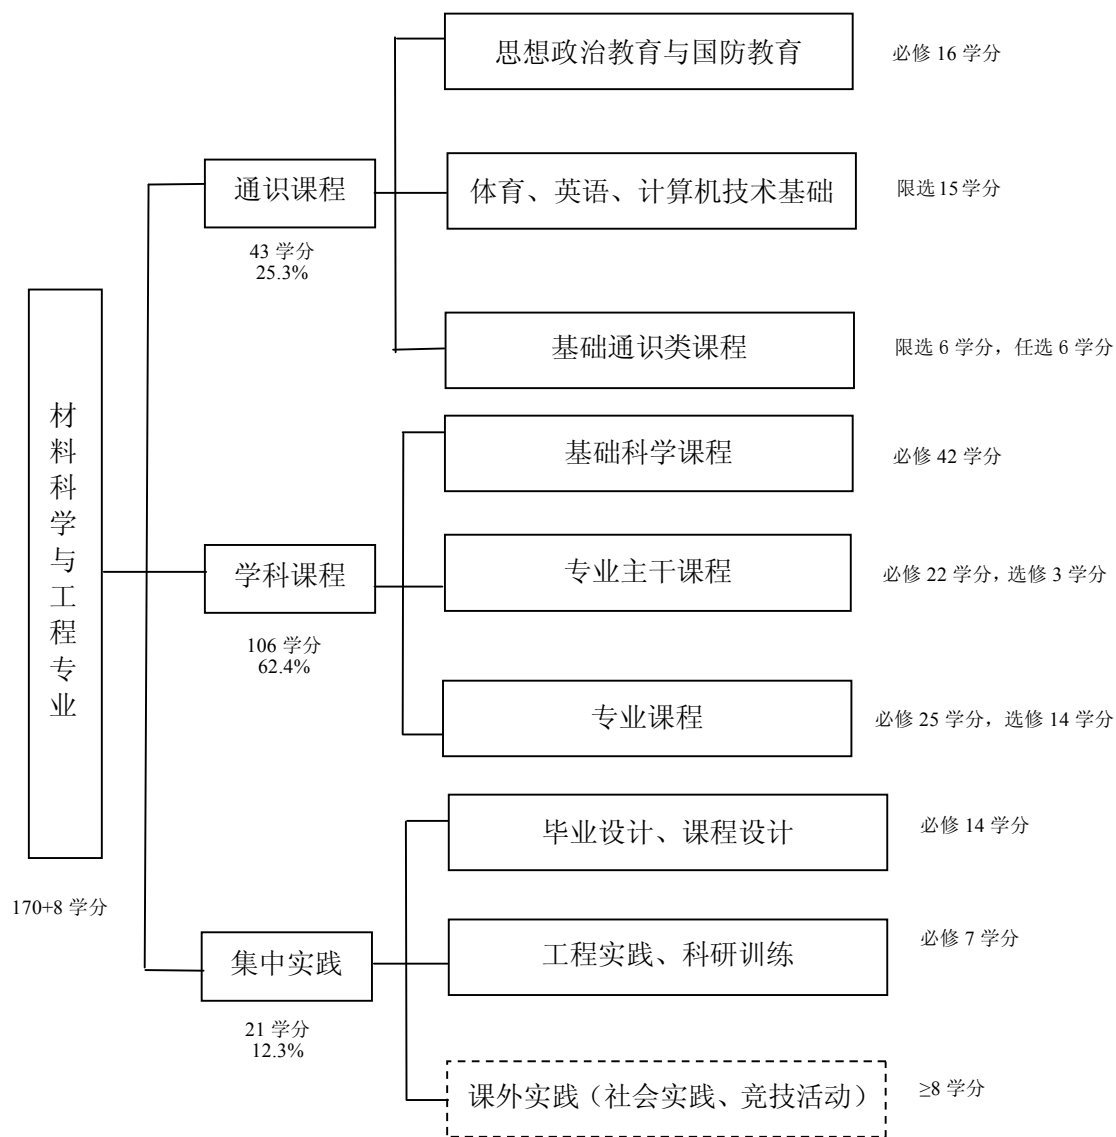 材料科学与工程专业
170+8 学分
通识课程
43 学分
25.3%
思想政治教育与国防教育
必修 16 学分
体育、英语、计算机技术基础
限选 15 学分
基础通识类课程
限选 6 学分，任选 6 学分
学科课程
106 学分
62.4%
基础科学课程
必修 42 学分
专业主干课程
必修 22 学分，选修 3 学分
专业课程
必修 25 学分，选修 14 学分
集中实践
21 学分
12.3%
毕业设计、课程设计
必修 14 学分
工程实践、科研训练
必修 7 学分
课外实践（社会实践、竞技活动）
≥8 学分